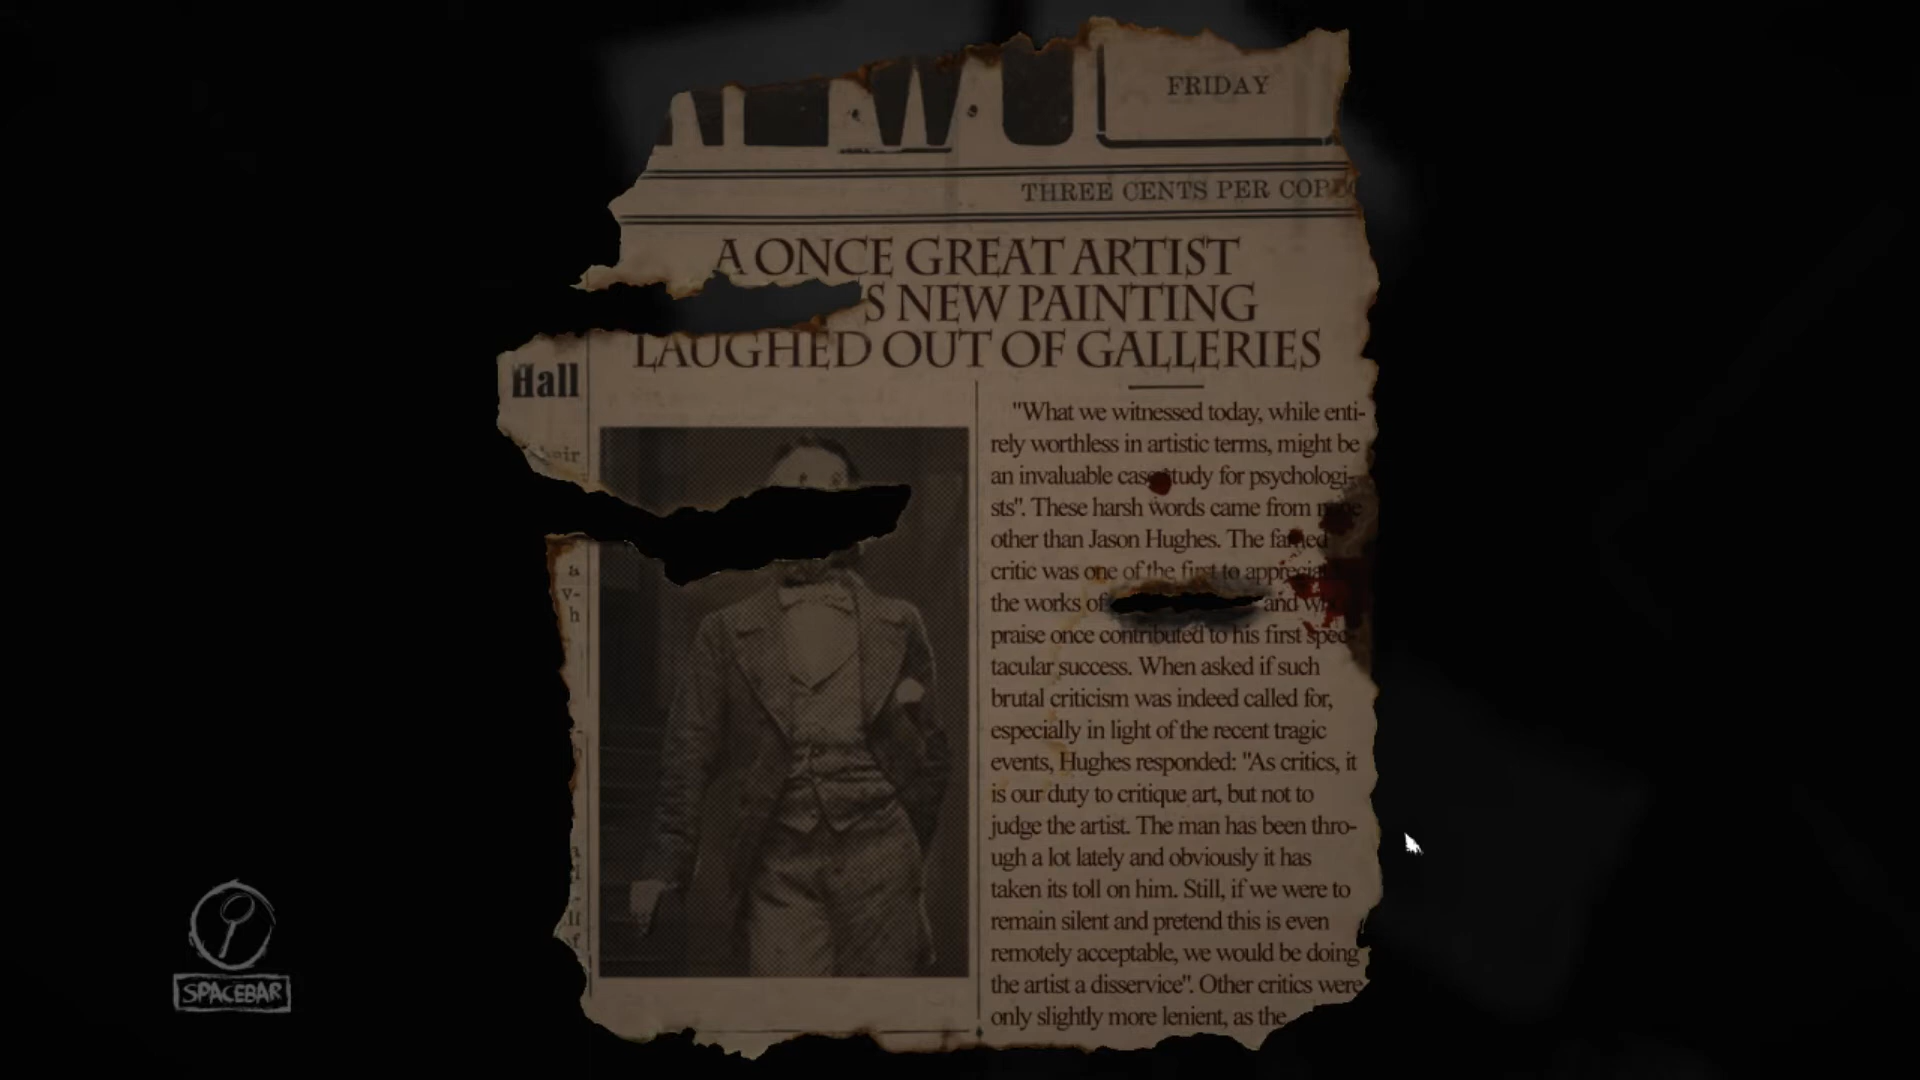 FRIDAY
THREE CENTS PER COP
A ONCE GREAT ARTIST
S NEW PAINTING
LAUGHED OUT OF GALLERIES
Hall
"What we witnessed today, while enti-
rely worthless in artistic terms, might be
an invaluable case study for psychologi-
sts". These harsh words came from none
other than Jason Hughes. The famed
critic was one of the first to apprecia
the works of and wh
praise once contributed to his first spec-
tacular success. When asked if such
brutal criticism was indeed called for,
especially in light of the recent tragic
events, Hughes responded: "As critics, it
is our duty to critique art, but not to
judge the artist. The man has been thro-
ugh a lot lately and obviously it has
taken its toll on him. Still, if we were to
remain silent and pretend this is even
remotely acceptable, we would be doing
the artist a disservice". Other critics were
only slightly more lenient, as the
a
v-
h
SPACEBAR